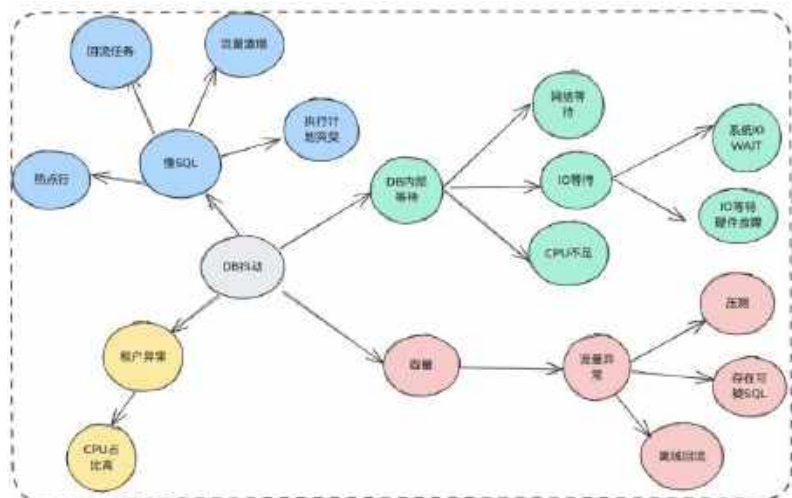 回流任务
流量激增
执行计
划突变
慢SQL
热点行
DB抖动
租户异常
CPU占
比高
DB内部
等待
网络等
待
IO等待
CPU不足
系统IO
WAIT
IO等待
硬件故障
容量
流量异
常
压测
存在可
疑SQL
离线回流